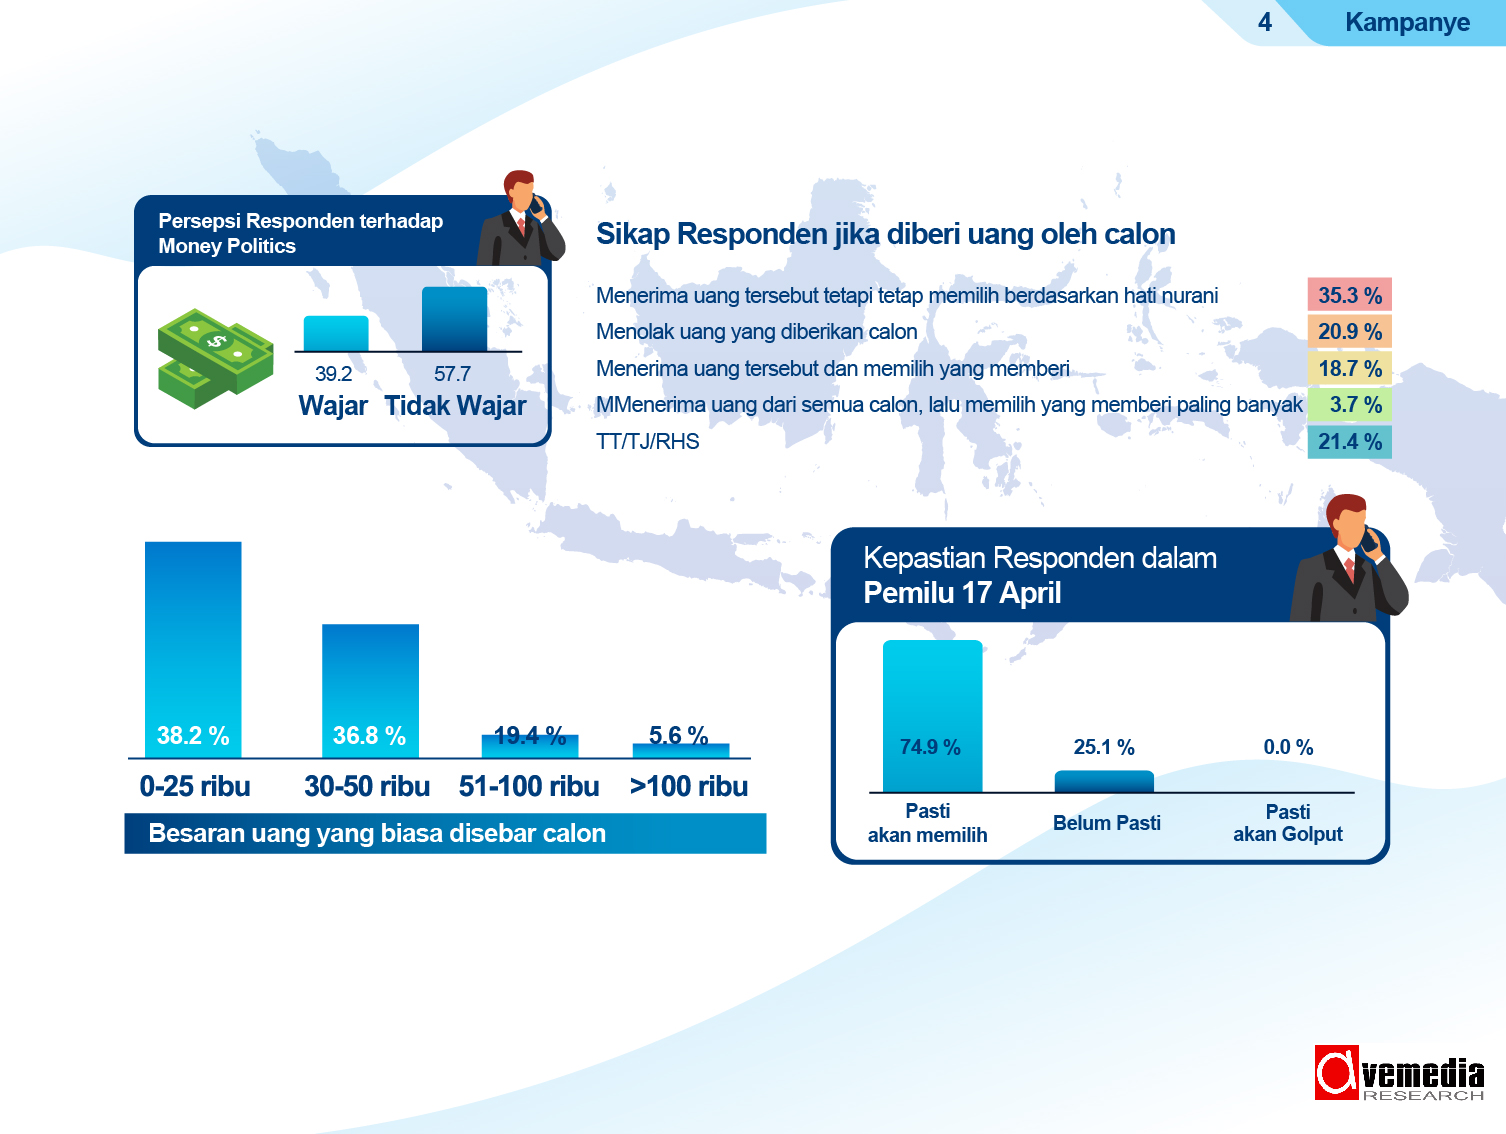 4 Kampanye
Persepsi Responden terhadap
Money Politics
39.2 57.7
Wajar Tidak Wajar
Sikap Responden jika diberi uang oleh calon
Menerima uang tersebut tetapi tetap memilih berdasarkan hati nurani 35.3 %
Menolak uang yang diberikan calon 20.9 %
Menerima uang tersebut dan memilih yang memberi 18.7 %
MMenerima uang dari semua calon, lalu memilih yang memberi paling banyak 3.7 %
TT/TJ/RHS 21.4 %
38.2 % 36.8 % 19.4 % 5.6 %
0-25 ribu 30-50 ribu 51-100 ribu >100 ribu
Besaran uang yang biasa disebar calon
Kepastian Responden dalam
Pemilu 17 April
74.9 % 25.1 % 0.0 %
Pasti
akan memilih
Belum Pasti
Pasti
akan Golput
avemedia
RESEARCH